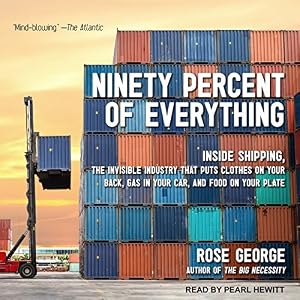 "Mind-blowing" —The Atlantic
NINETY PERCENT
OF EVERYTHING
INSIDE SHIPPING,
THE INVISIBLE INDUSTRY THAT PUTS CLOTHES ON YOUR
BACK, GAS IN YOUR CAR, AND FOOD ON YOUR PLATE
ROSE GEORGE
AUTHOR OF THE BIG NECESSITY
READ BY PEARL HEWITT